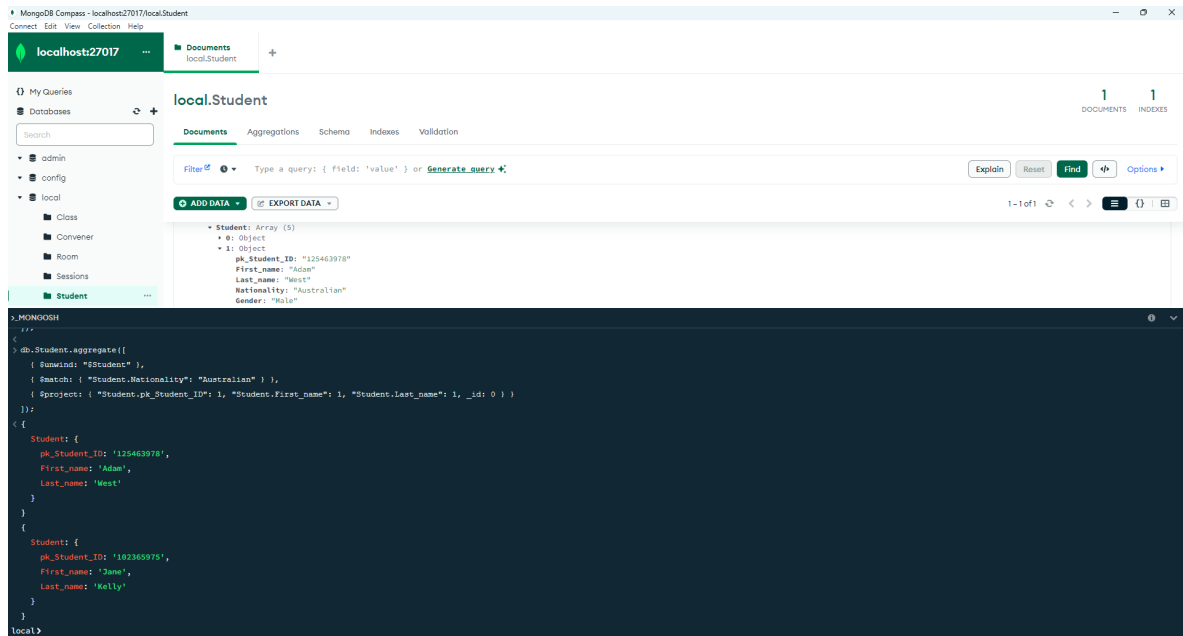 MongoDB Compass - localhost:27017/local.Student
Connect Edit View Collection Help
localhost:27017 ...
Documents
local.Student
+
{} My Queries
Databases
Search
admin
config
local
Class
Convener
Room
Sessions
Student ...
local.Student
1 DOCUMENTS 1 INDEXES
Documents Aggregations Schema Indexes Validation
Filter Type a query: { field: 'value' } or Generate query Explain Reset Find </> Options
ADD DATA EXPORT DATA 1-1 of 1 {}
Student: Array (5)
0: Object
1: Object
pk_Student_ID: "125463978"
First_name: "Adam"
Last_name: "West"
Nationality: "Australian"
Gender: "Male"
>_MONGOSH
]);
<
> db.Student.aggregate([
{ $unwind: "$Student" },
{ $match: { "Student.Nationality": "Australian" } },
{ $project: { "Student.pk_Student_ID": 1, "Student.First_name": 1, "Student.Last_name": 1, _id: 0 } }
]);
< {
Student: {
pk_Student_ID: '125463978',
First_name: 'Adam',
Last_name: 'West'
}
}
{
Student: {
pk_Student_ID: '102365975',
First_name: 'Jane',
Last_name: 'Kelly'
}
}
local>